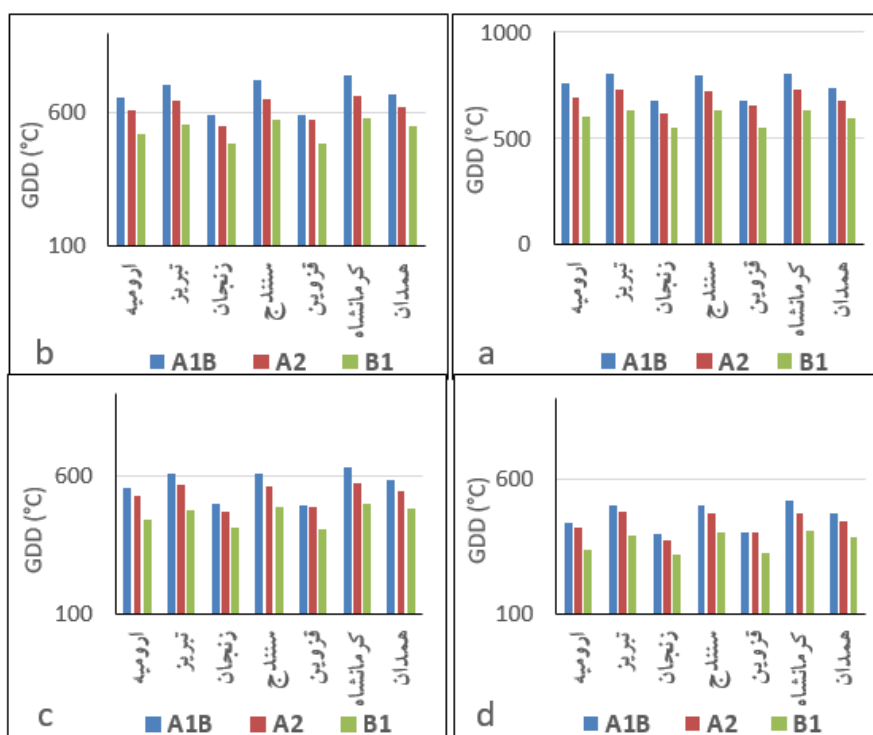 GDD (°C)
600
100
ارومیه
تبریز
زنجان
سنندج
قزوین
کرمانشاه
همدان
b
A1B A2 B1
GDD (°C)
1000
500
0
ارومیه
تبریز
زنجان
سنندج
قزوین
کرمانشاه
همدان
a
A1B A2 B1
GDD (°C)
600
100
ارومیه
تبریز
زنجان
سنندج
قزوین
کرمانشاه
همدان
c
A1B A2 B1
GDD (°C)
600
100
ارومیه
تبریز
زنجان
سنندج
قزوین
کرمانشاه
همدان
d
A1B A2 B1